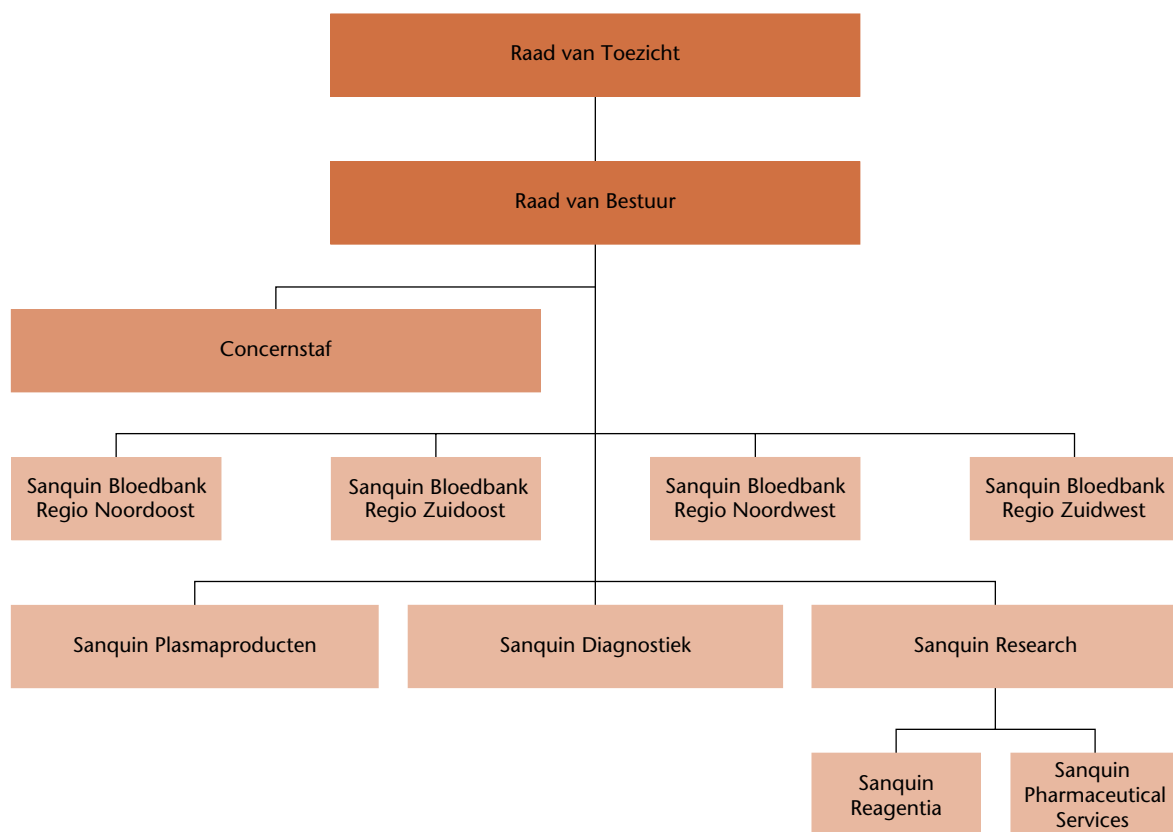 Raad van Toezicht
Raad van Bestuur
Concernstaf
Sanquin Bloedbank
Regio Noordoost
Sanquin Bloedbank
Regio Zuidoost
Sanquin Bloedbank
Regio Noordwest
Sanquin Bloedbank
Regio Zuidwest
Sanquin Plasmaproducten
Sanquin Diagnostiek
Sanquin Research
Sanquin
Reagentia
Sanquin
Pharmaceutical
Services